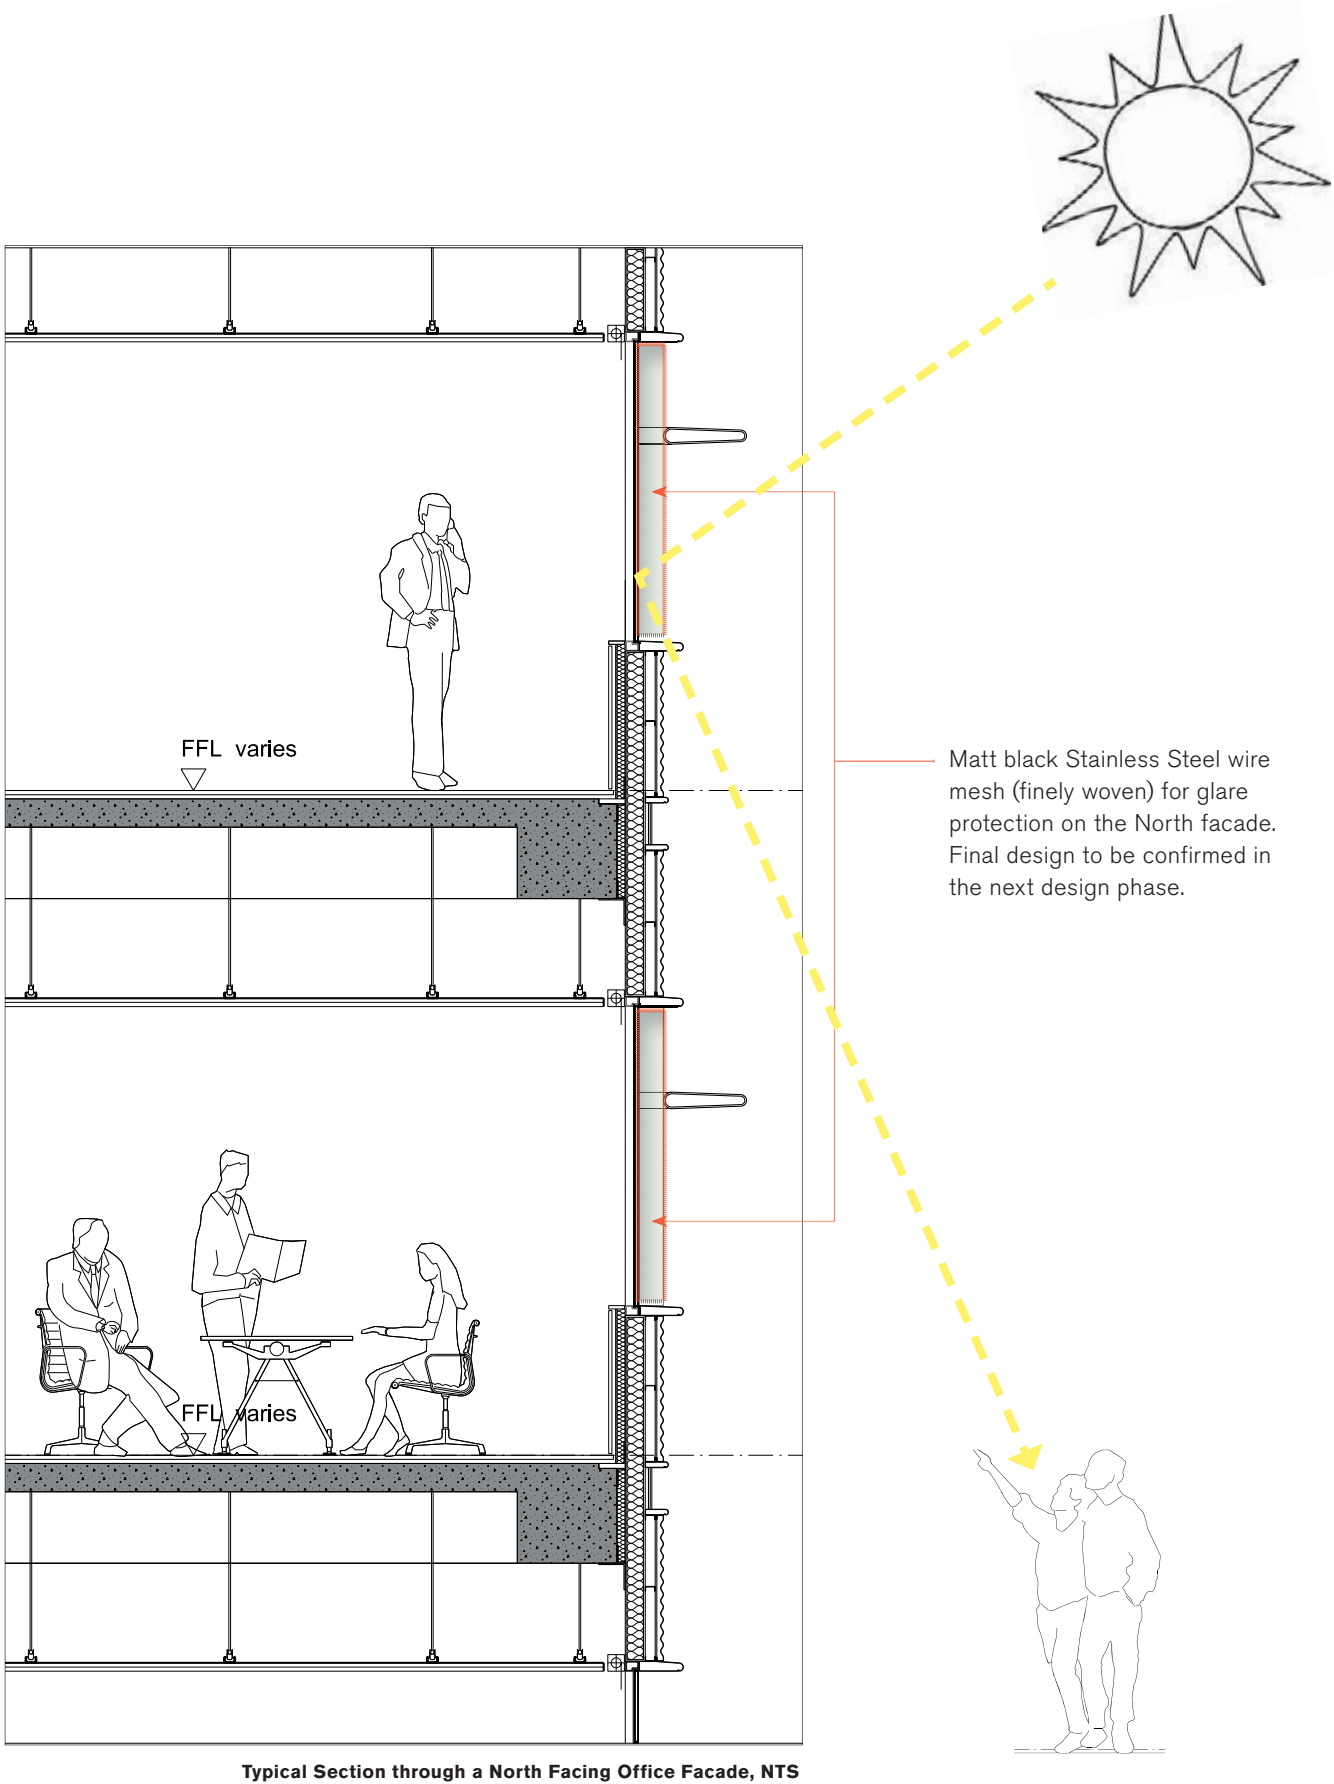 FFL varies
Matt black Stainless Steel wire
mesh (finely woven) for glare
protection on the North facade.
Final design to be confirmed in
the next design phase.
FFL varies
Typical Section through a North Facing Office Facade, NTS